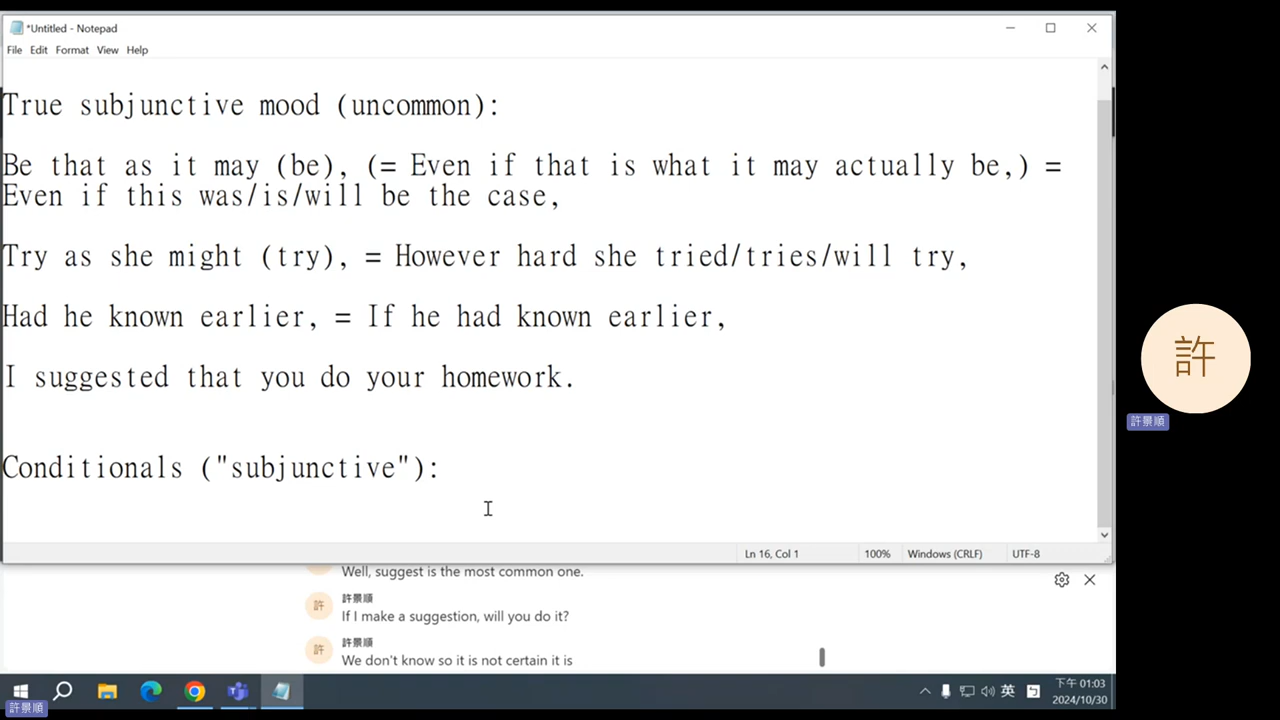 *Untitled - Notepad
File Edit Format View Help
True subjunctive mood (uncommon):
Be that as it may (be), (= Even if that is what it may actually be,) =
Even if this was/is/will be the case,
Try as she might (try), = However hard she tried/tries/will try,
Had he known earlier, = If he had known earlier,
I suggested that you do your homework.
Conditionals ("subjunctive"):
Ln 16, Col 1 100% Windows (CRLF) UTF-8
Well, suggest is the most common one.
許 許景順
If I make a suggestion, will you do it?
許 許景順
We don't know so it is not certain it is
許
許景順
英
下午 01:03
2024/10/30
許景順